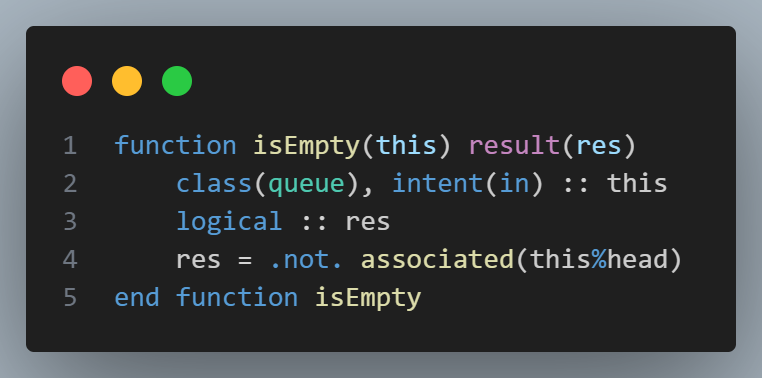 1 function isEmpty(this) result(res)
2     class(queue), intent(in) :: this
3     logical :: res
4     res = .not. associated(this%head)
5 end function isEmpty